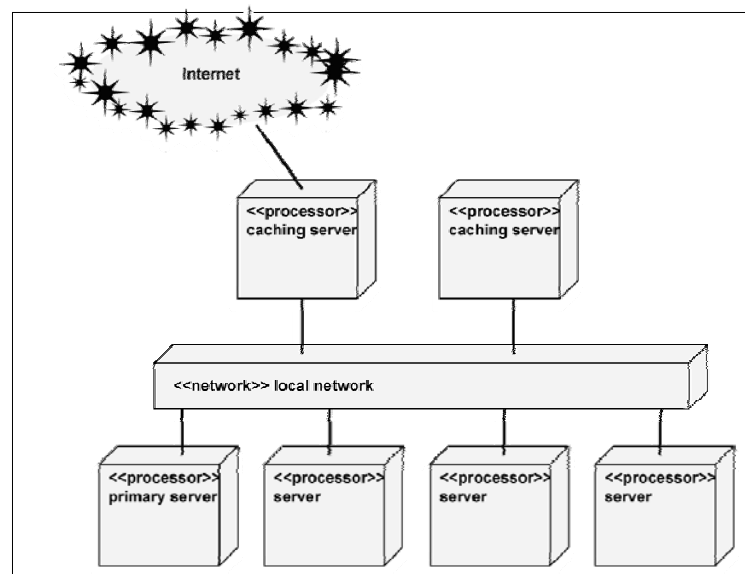 Internet
<<processor>>
caching server
<<processor>>
caching server
<<network>> local network
<<processor>>
primary server
<<processor>>
server
<<processor>>
server
<<processor>>
server